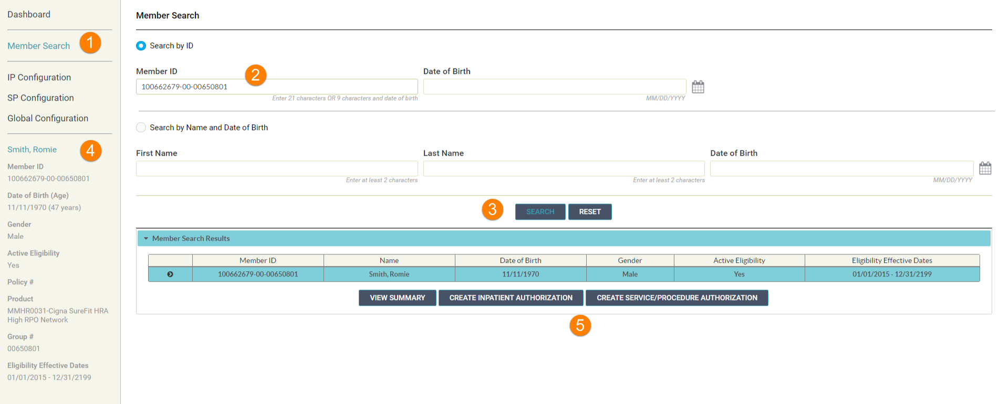 Dashboard
Member Search
1
IP Configuration
SP Configuration
Global Configuration
Smith, Romie
4
Member ID
100662679-00-00650801
Date of Birth (Age)
11/11/1970 (47 years)
Gender
Male
Active Eligibility
Yes
Policy #
Product
MMHR0031-Cigna SureFit HRA
High RPO Network
Group #
00650801
Eligibility Effective Dates
01/01/2015 - 12/31/2199
Member Search
Search by ID
Member ID
2
Date of Birth
100662679-00-00650801
Enter 21 characters OR 9 characters and date of birth
MM/DD/YYYY
Search by Name and Date of Birth
First Name
Last Name
Date of Birth
Enter at least 2 characters
Enter at least 2 characters
MM/DD/YYYY
3
SEARCH
RESET
Member Search Results
Member ID Name Date of Birth Gender Active Eligibility Eligibility Effective Dates
100662679-00-00650801 Smith, Romie 11/11/1970 Male Yes 01/01/2015 - 12/31/2199
VIEW SUMMARY
CREATE INPATIENT AUTHORIZATION
CREATE SERVICE/PROCEDURE AUTHORIZATION
5